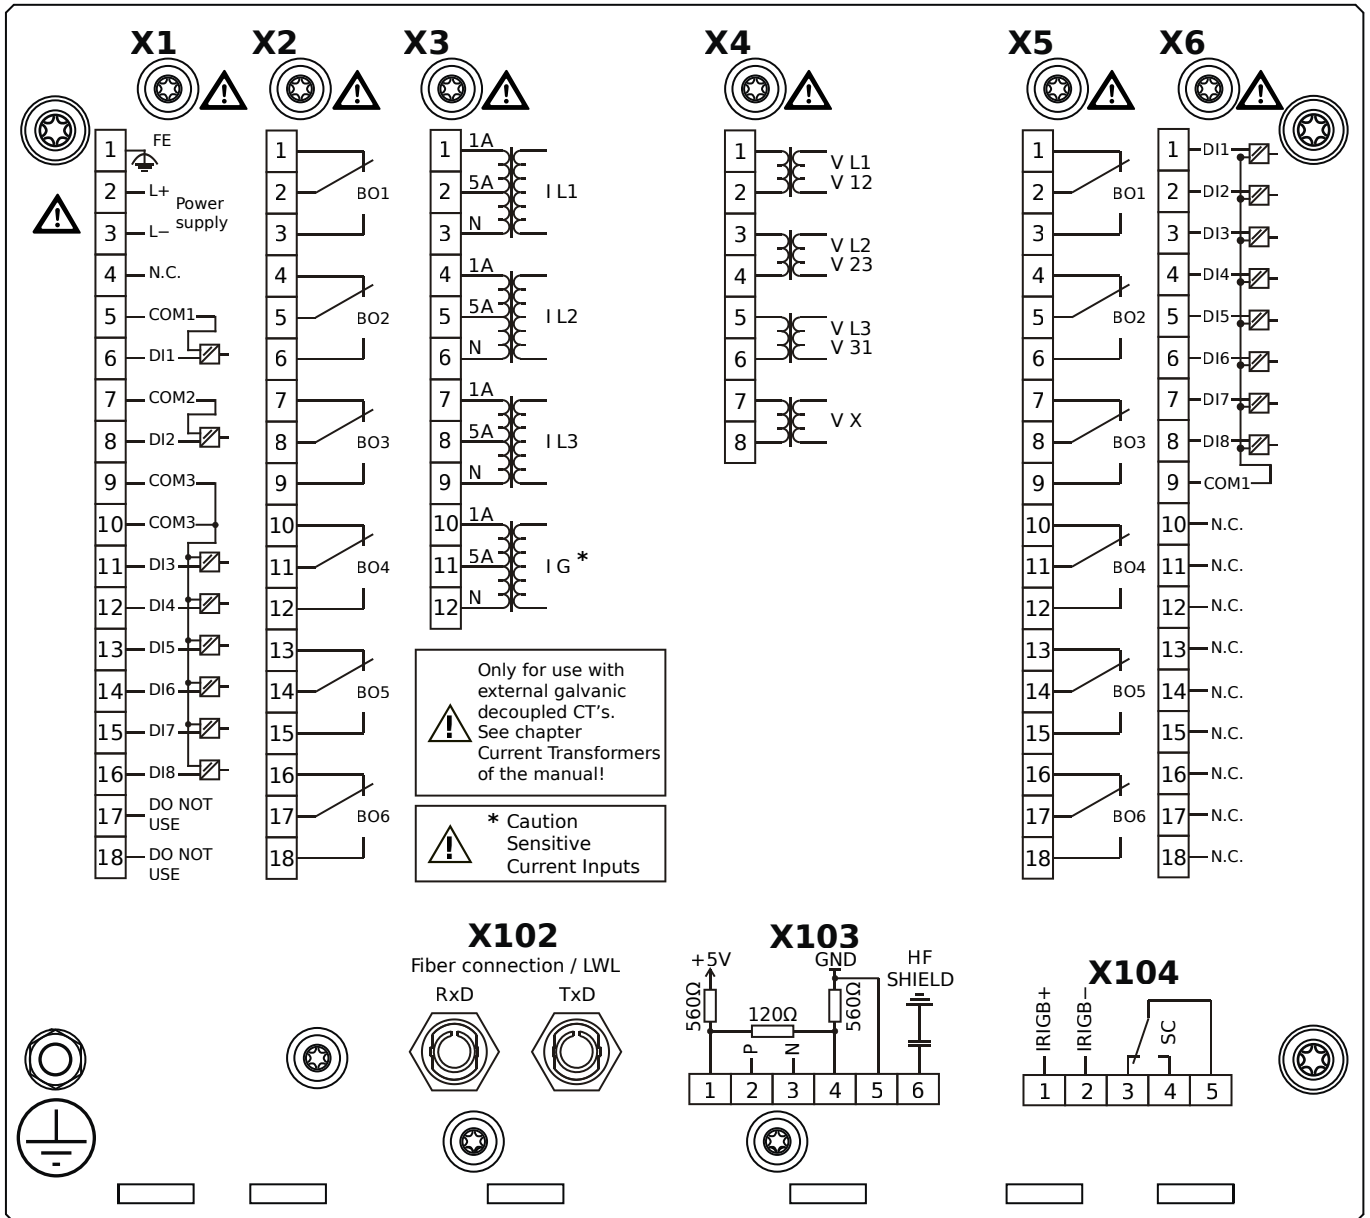 X1
1 FE
2 L+
Power
supply
3 L−
4 N.C.
5 COM1
6 DI1
7 COM2
8 DI2
9 COM3
10 COM3
11 DI3
12 DI4
13 DI5
14 DI6
15 DI7
16 DI8
17 DO NOT
USE
18 DO NOT
USE
X2
1
2 BO1
3
4
5 BO2
6
7
8 BO3
9
10
11 BO4
12
13
14 BO5
15
16
17 BO6
18
X3
1 1A
2 5A I L1
3 N
4 1A
5 5A I L2
6 N
7 1A
8 5A I L3
9 N
10 1A
11 5A I G *
12 N
Only for use with
external galvanic
decoupled CT's.
See chapter
Current Transformers
of the manual!
* Caution
Sensitive
Current Inputs
X4
1 V L1
2 V 12
3 V L2
4 V 23
5 V L3
6 V 31
7 V X
8
X5
1
2 BO1
3
4
5 BO2
6
7
8 BO3
9
10
11 BO4
12
13
14 BO5
15
16
17 BO6
18
X6
1 DI1
2 DI2
3 DI3
4 DI4
5 DI5
6 DI6
7 DI7
8 DI8
9 COM1
10 N.C.
11 N.C.
12 N.C.
13 N.C.
14 N.C.
15 N.C.
16 N.C.
17 N.C.
18 N.C.
X102
Fiber connection / LWL
RxD TxD
X103
+5V GND HF
SHIELD
560Ω 120Ω 560Ω
P N
1 2 3 4 5 6
X104
IRIGB+ IRIGB− SC
1 2 3 4 5